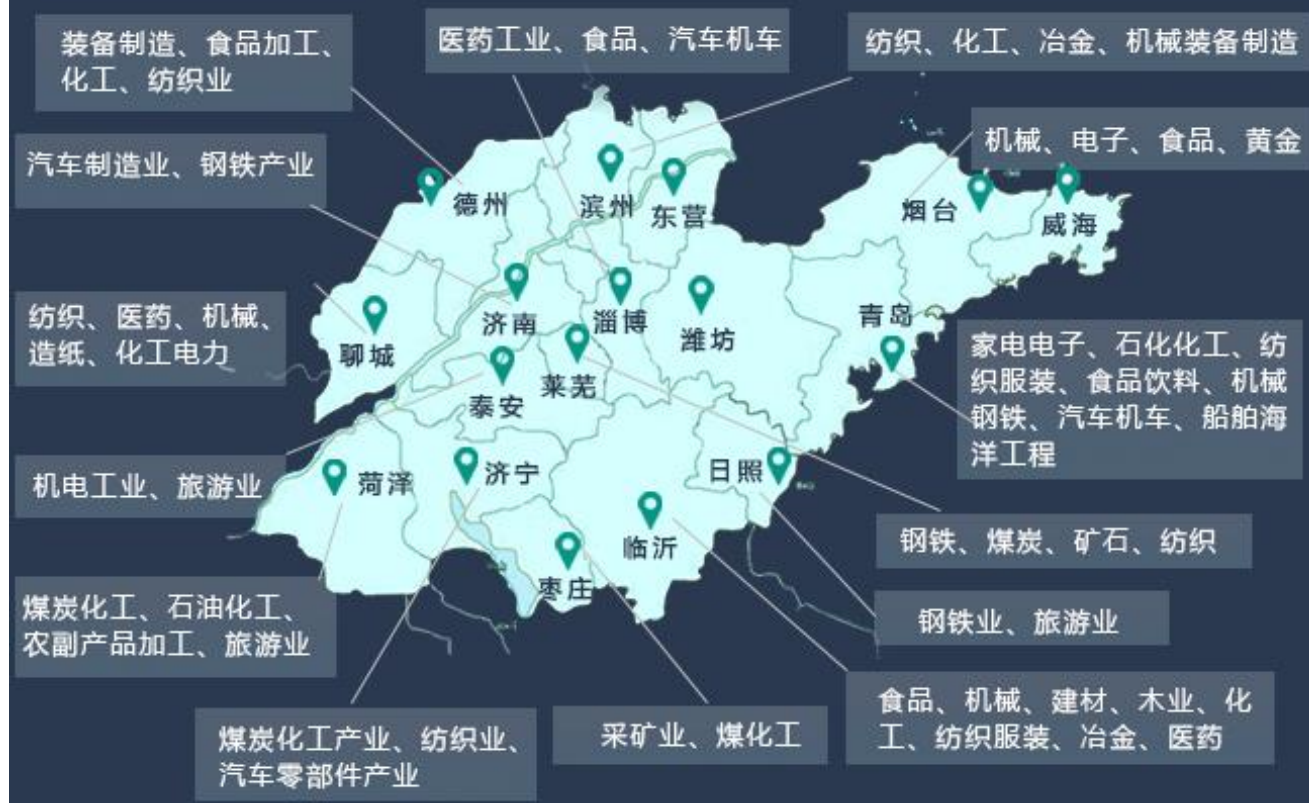 装备制造、食品加工、
化工、纺织业
医药工业、食品、汽车机车
纺织、化工、冶金、机械装备制造
汽车制造业、钢铁产业
机械、电子、食品、黄金
德州
滨州
东营
烟台
威海
纺织、医药、机械、
造纸、化工电力
聊城
济南
淄博
潍坊
青岛
家电电子、石化化工、纺
织服装、食品饮料、机械
钢铁、汽车机车、船舶海
洋工程
泰安
莱芜
机电工业、旅游业
菏泽
济宁
日照
临沂
枣庄
钢铁、煤炭、矿石、纺织
煤炭化工、石油化工、
农副产品加工、旅游业
钢铁业、旅游业
煤炭化工产业、纺织业、
汽车零部件产业
采矿业、煤化工
食品、机械、建材、木业、化
工、纺织服装、冶金、医药